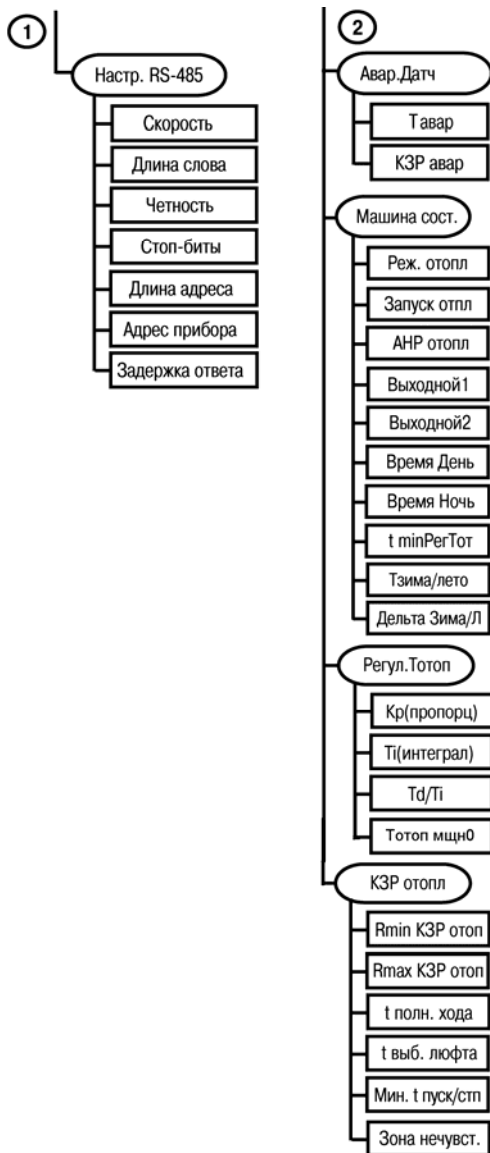 1
Настр. RS-485
Скорость
Длина слова
Четность
Стоп-биты
Длина адреса
Адрес прибора
Задержка ответа
2
Авар.Датч
Тавар
КЗР авар
Машина сост.
Реж. отопл
Запуск отпл
АНР отопл
Выходной1
Выходной2
Время День
Время Ночь
t minРегТот
Тзима/лето
Дельта Зима/Л
Регул.Тотоп
Кр(пропорц)
Ti(интеграл)
Td/Ti
Тотоп мщн0
КЗР отопл
Rmin КЗР отоп
Rmax КЗР отоп
t полн. хода
t выб. люфта
Мин. t пуск/стп
Зона нечувст.